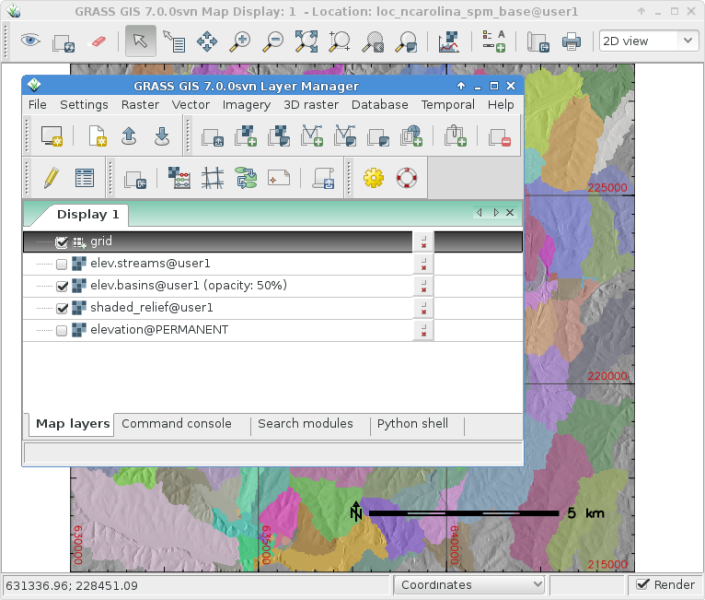 GRASS GIS 7.0.0svn Map Display: 1 - Location: loc_ncarolina_spm_base@user1
2D view
GRASS GIS 7.0.0svn Layer Manager
File Settings Raster Vector Imagery 3D raster Database Temporal Help
Display 1
grid
elev.streams@user1
elev.basins@user1 (opacity: 50%)
shaded_relief@user1
elevation@PERMANENT
Map layers Command console Search modules Python shell
225000
220000
N 5 km
630000 635000 640000
215000
631336.96; 228451.09 Coordinates Render